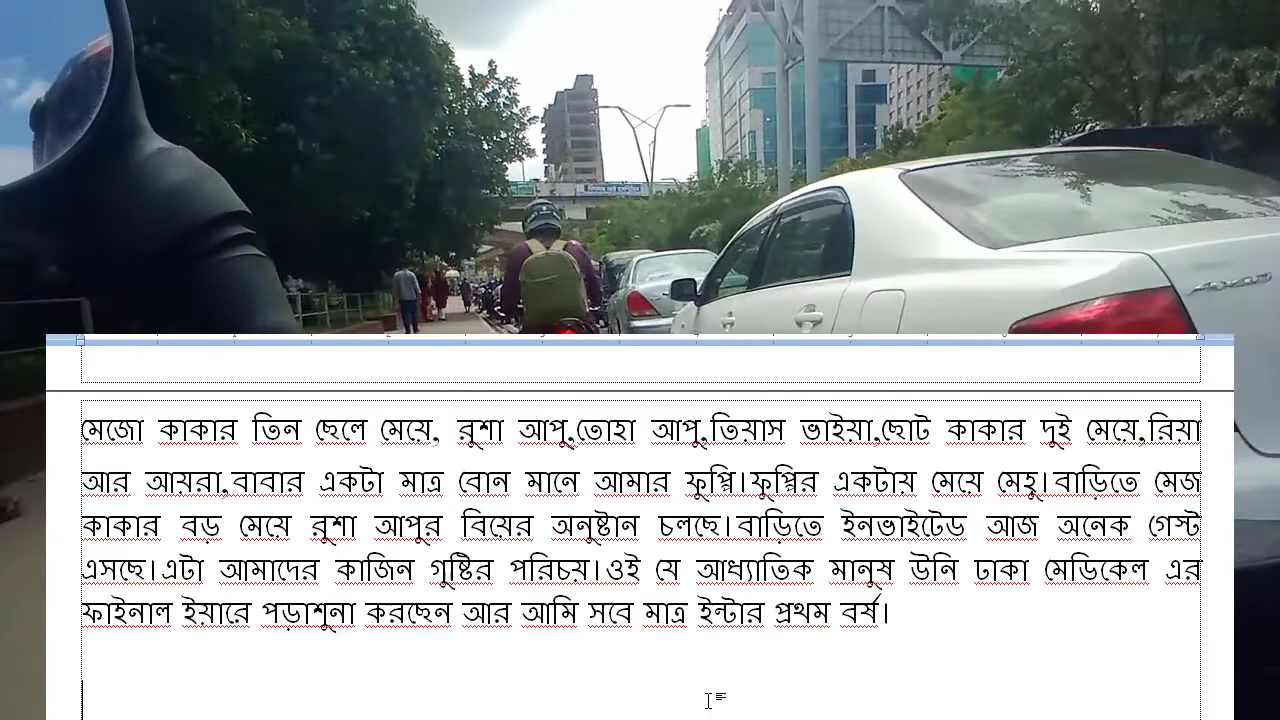 AXIO
মেজো কাকার তিন ছেলে মেয়ে, রুশা আপু,তোহা আপু,তিয়াস ভাইয়া,ছোট কাকার দুই মেয়ে,রিয়া
আর আয়রা,বাবার একটা মাত্র বোন মানে আমার ফুপ্পি।ফুপ্পির একটায় মেয়ে মেহু।বাড়িতে মেজ
কাকার বড় মেয়ে রুশা আপুর বিয়ের অনুষ্টান চলছে।বাড়িতে ইনভাইটেড আজ অনেক গেস্ট
এসছে।এটা আমাদের কাজিন গুষ্টির পরিচয়।ওই যে আধ্যাতিক মানুষ উনি ঢাকা মেডিকেল এর
ফাইনাল ইয়ারে পড়াশুনা করছেন আর আমি সবে মাত্র ইন্টার প্রথম বর্ষ।